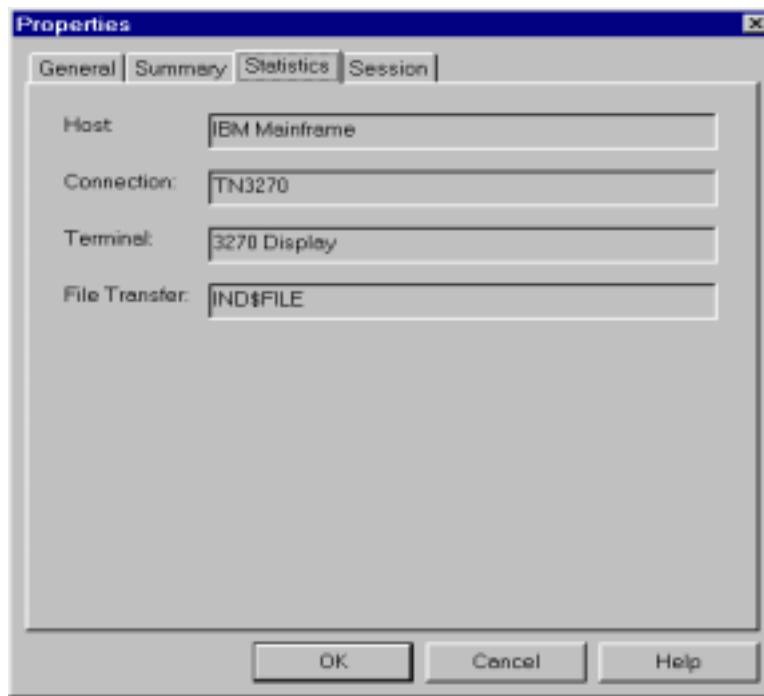 Properties
General Summary Statistics Session
Host: IBM Mainframe
Connection: TN3270
Terminal: 3270 Display
File Transfer: IND$FILE
OK Cancel Help